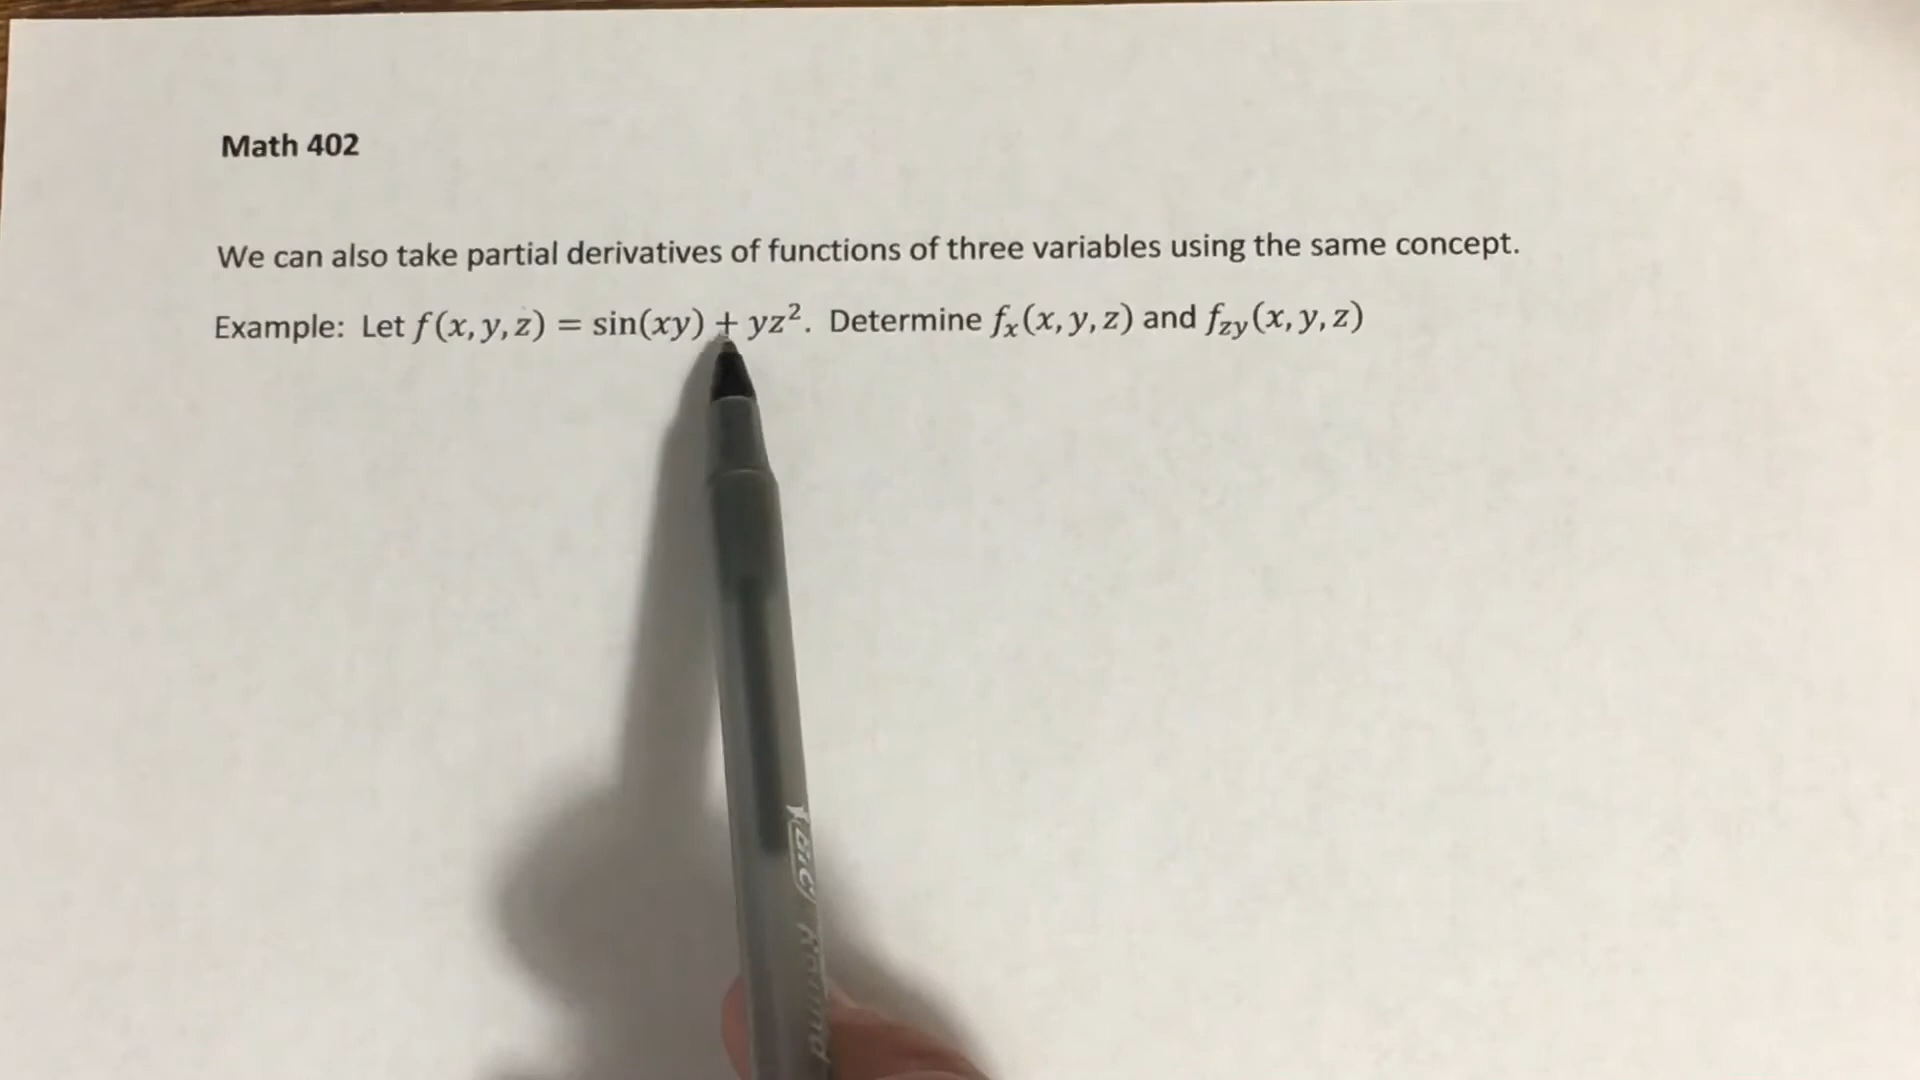 Math 402
We can also take partial derivatives of functions of three variables using the same concept.
Example: Let f(x, y, z) = sin(xy) + yz². Determine fₓ(x, y, z) and f_zy(x, y, z)
BIC Round